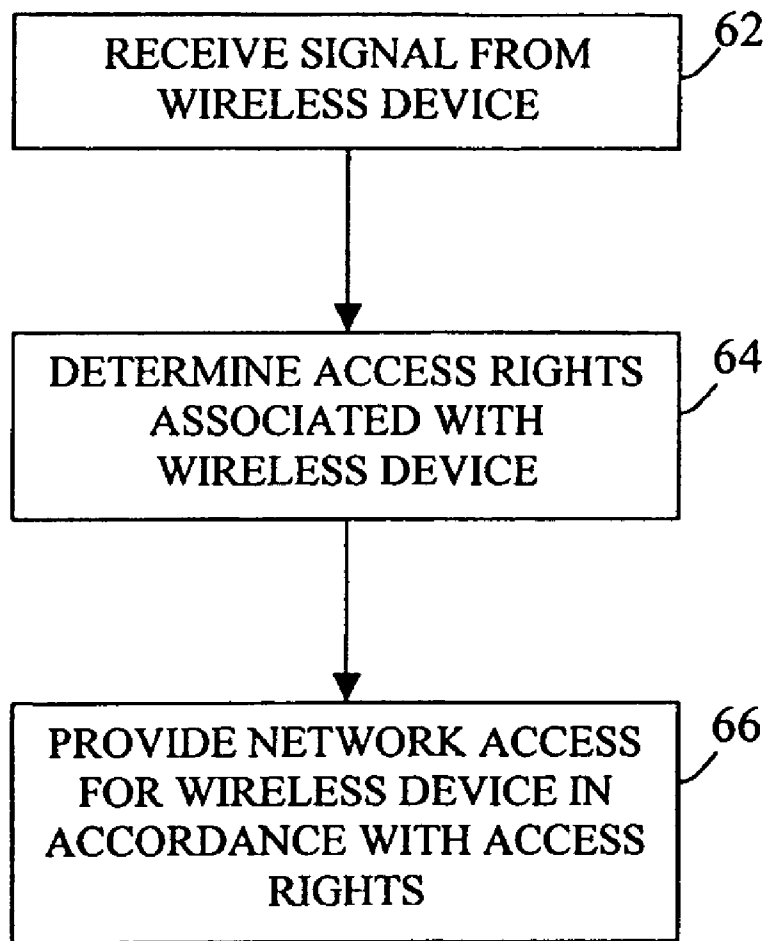 RECEIVE SIGNAL FROM
WIRELESS DEVICE
62
DETERMINE ACCESS RIGHTS
ASSOCIATED WITH
WIRELESS DEVICE
64
PROVIDE NETWORK ACCESS
FOR WIRELESS DEVICE IN
ACCORDANCE WITH ACCESS
RIGHTS
66